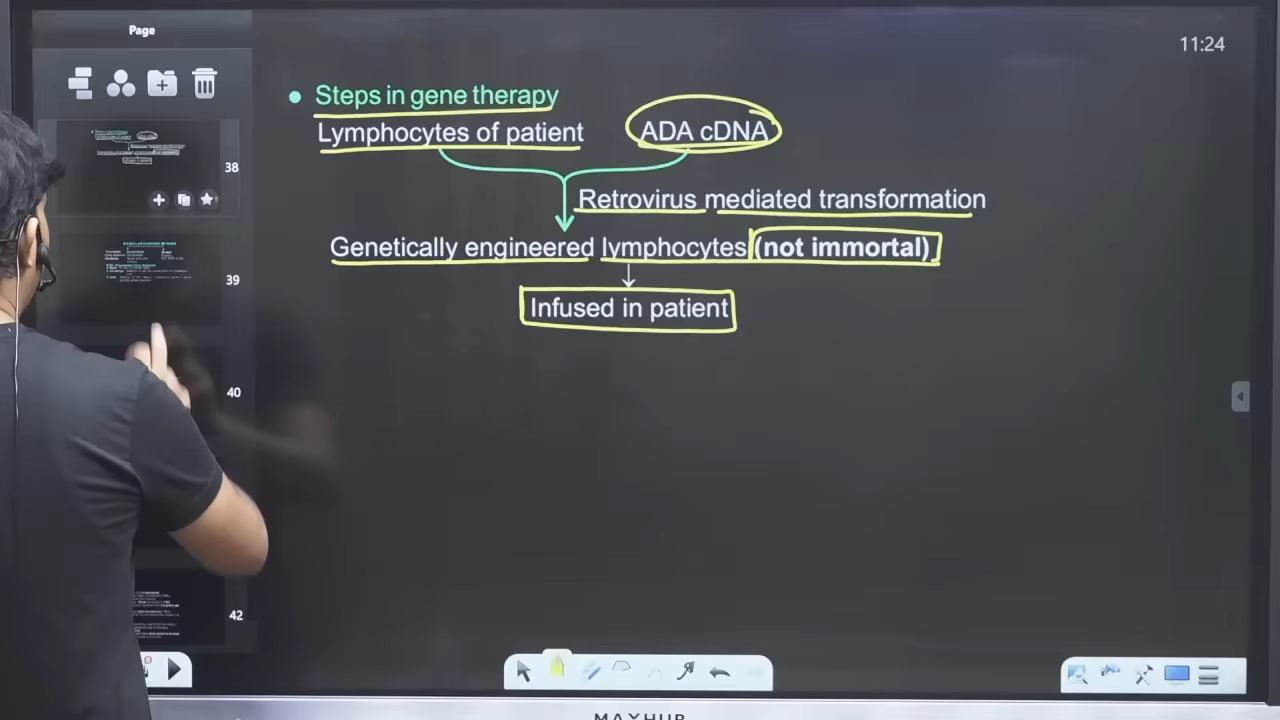 Page
11:24
• Steps in gene therapy
Lymphocytes of patient ADA cDNA
38
Retrovirus mediated transformation
Genetically engineered lymphocytes (not immortal)
39
Infused in patient
40
42
MAXHUB